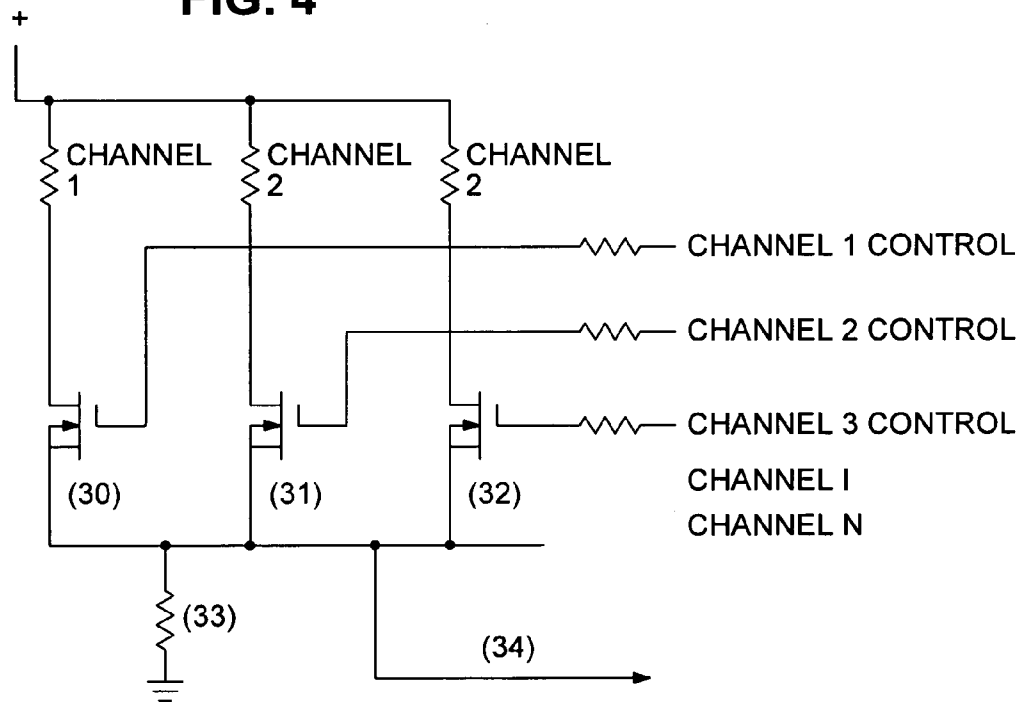 FIG. 4
+
CHANNEL 1
CHANNEL 2
CHANNEL 2
CHANNEL 1 CONTROL
CHANNEL 2 CONTROL
CHANNEL 3 CONTROL
CHANNEL I
CHANNEL N
(30)
(31)
(32)
(33)
(34)